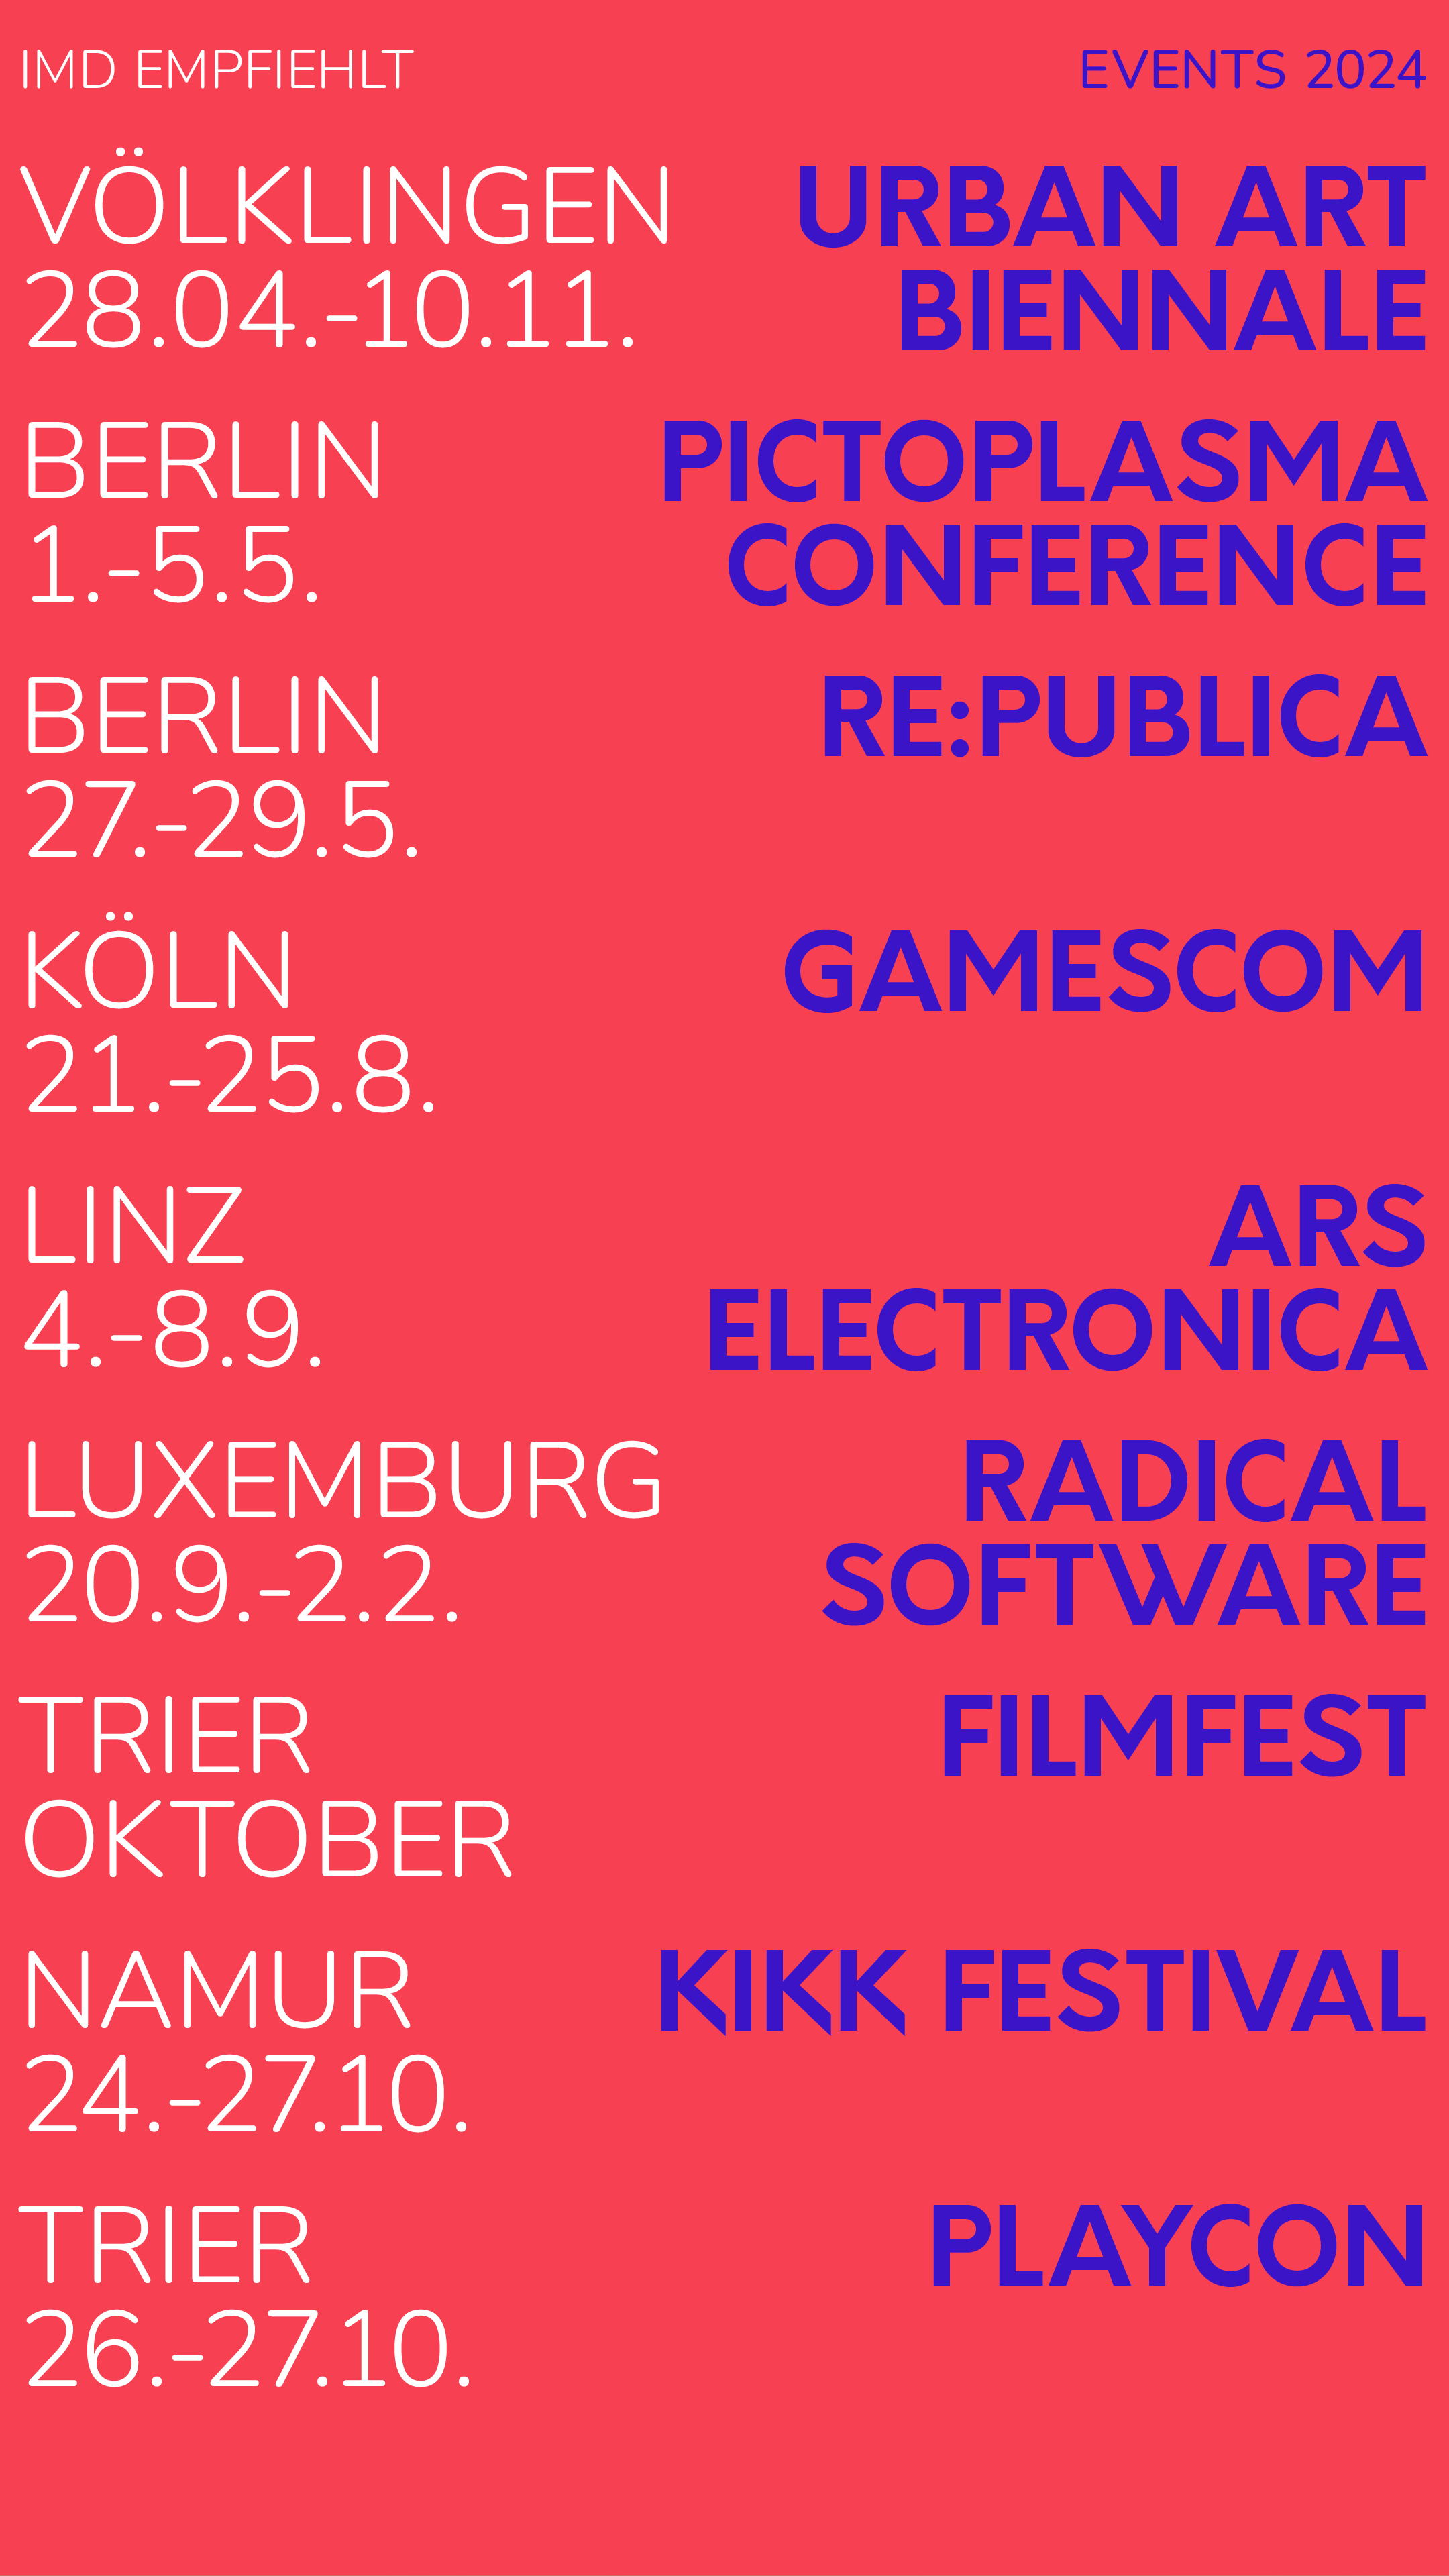 IMD EMPFIEHLT
EVENTS 2024
VÖLKLINGEN
28.04.-10.11.
URBAN ART
BIENNALE
BERLIN
1.-5.5.
PICTOPLASMA
CONFERENCE
BERLIN
27.-29.5.
RE:PUBLICA
KÖLN
21.-25.8.
GAMESCOM
LINZ
4.-8.9.
ARS
ELECTRONICA
LUXEMBURG
20.9.-2.2.
RADICAL
SOFTWARE
TRIER
OKTOBER
FILMFEST
NAMUR
24.-27.10.
KIKK FESTIVAL
TRIER
26.-27.10.
PLAYCON